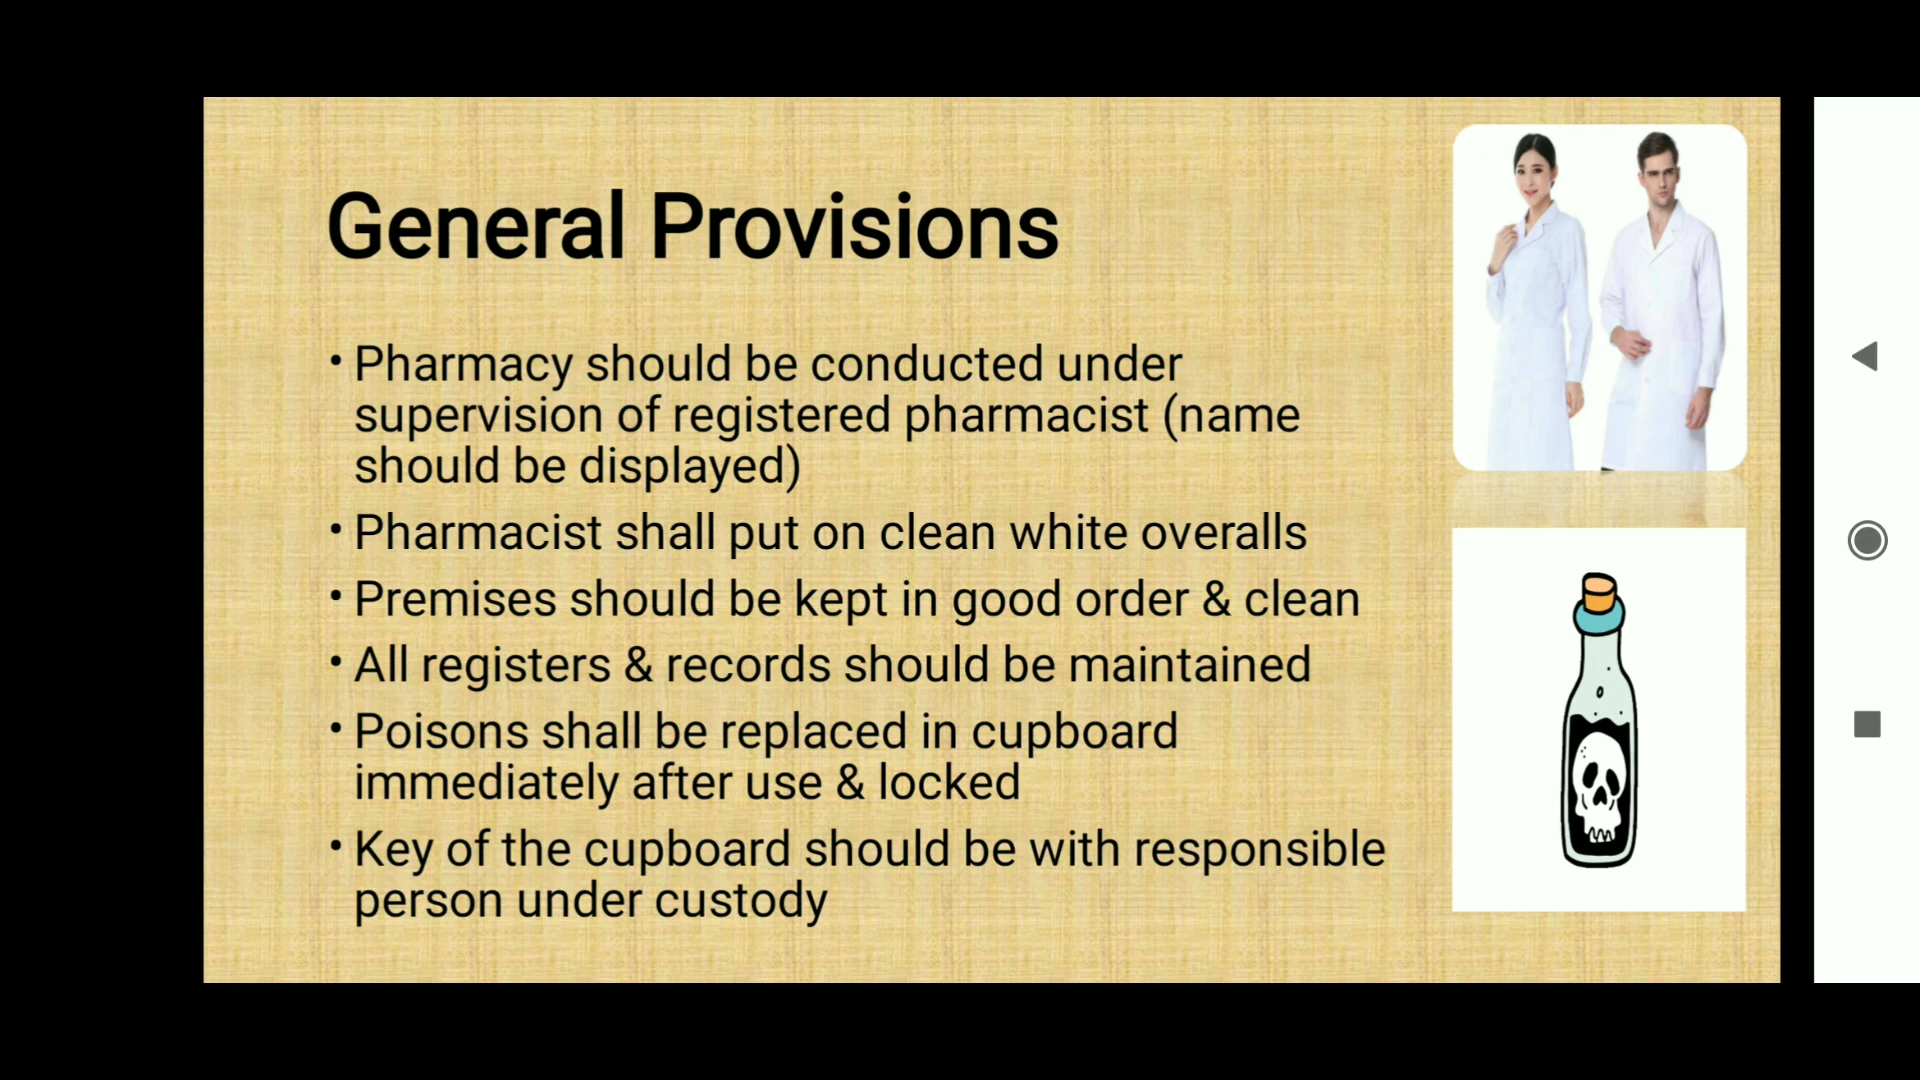 General Provisions
• Pharmacy should be conducted under
supervision of registered pharmacist (name
should be displayed)
• Pharmacist shall put on clean white overalls
• Premises should be kept in good order & clean
• All registers & records should be maintained
• Poisons shall be replaced in cupboard
immediately after use & locked
• Key of the cupboard should be with responsible
person under custody